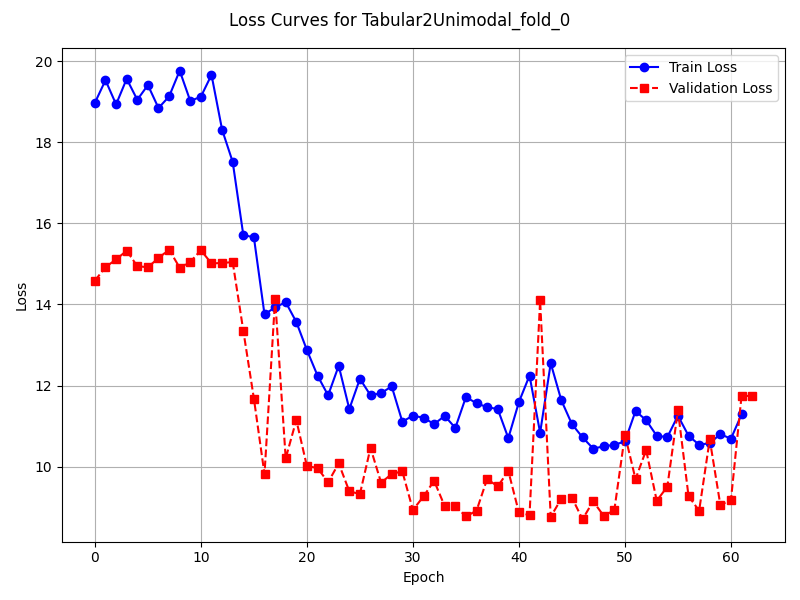 Loss Curves for Tabular2Unimodal_fold_0
Train Loss
Validation Loss
Loss
20
18
16
14
12
10
0 10 20 30 40 50 60
Epoch